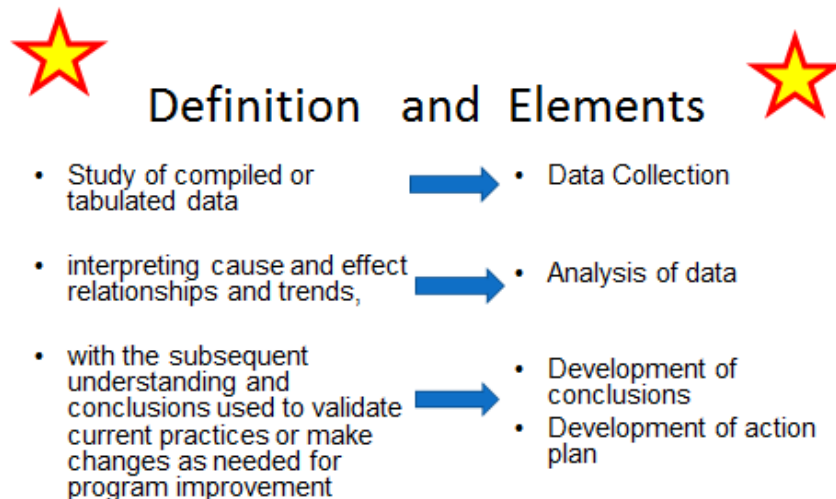 Definition and Elements
• Study of compiled or
tabulated data
• Data Collection
• interpreting cause and effect
relationships and trends,
• Analysis of data
• with the subsequent
understanding and
conclusions used to validate
current practices or make
changes as needed for
program improvement
• Development of
conclusions
• Development of action
plan